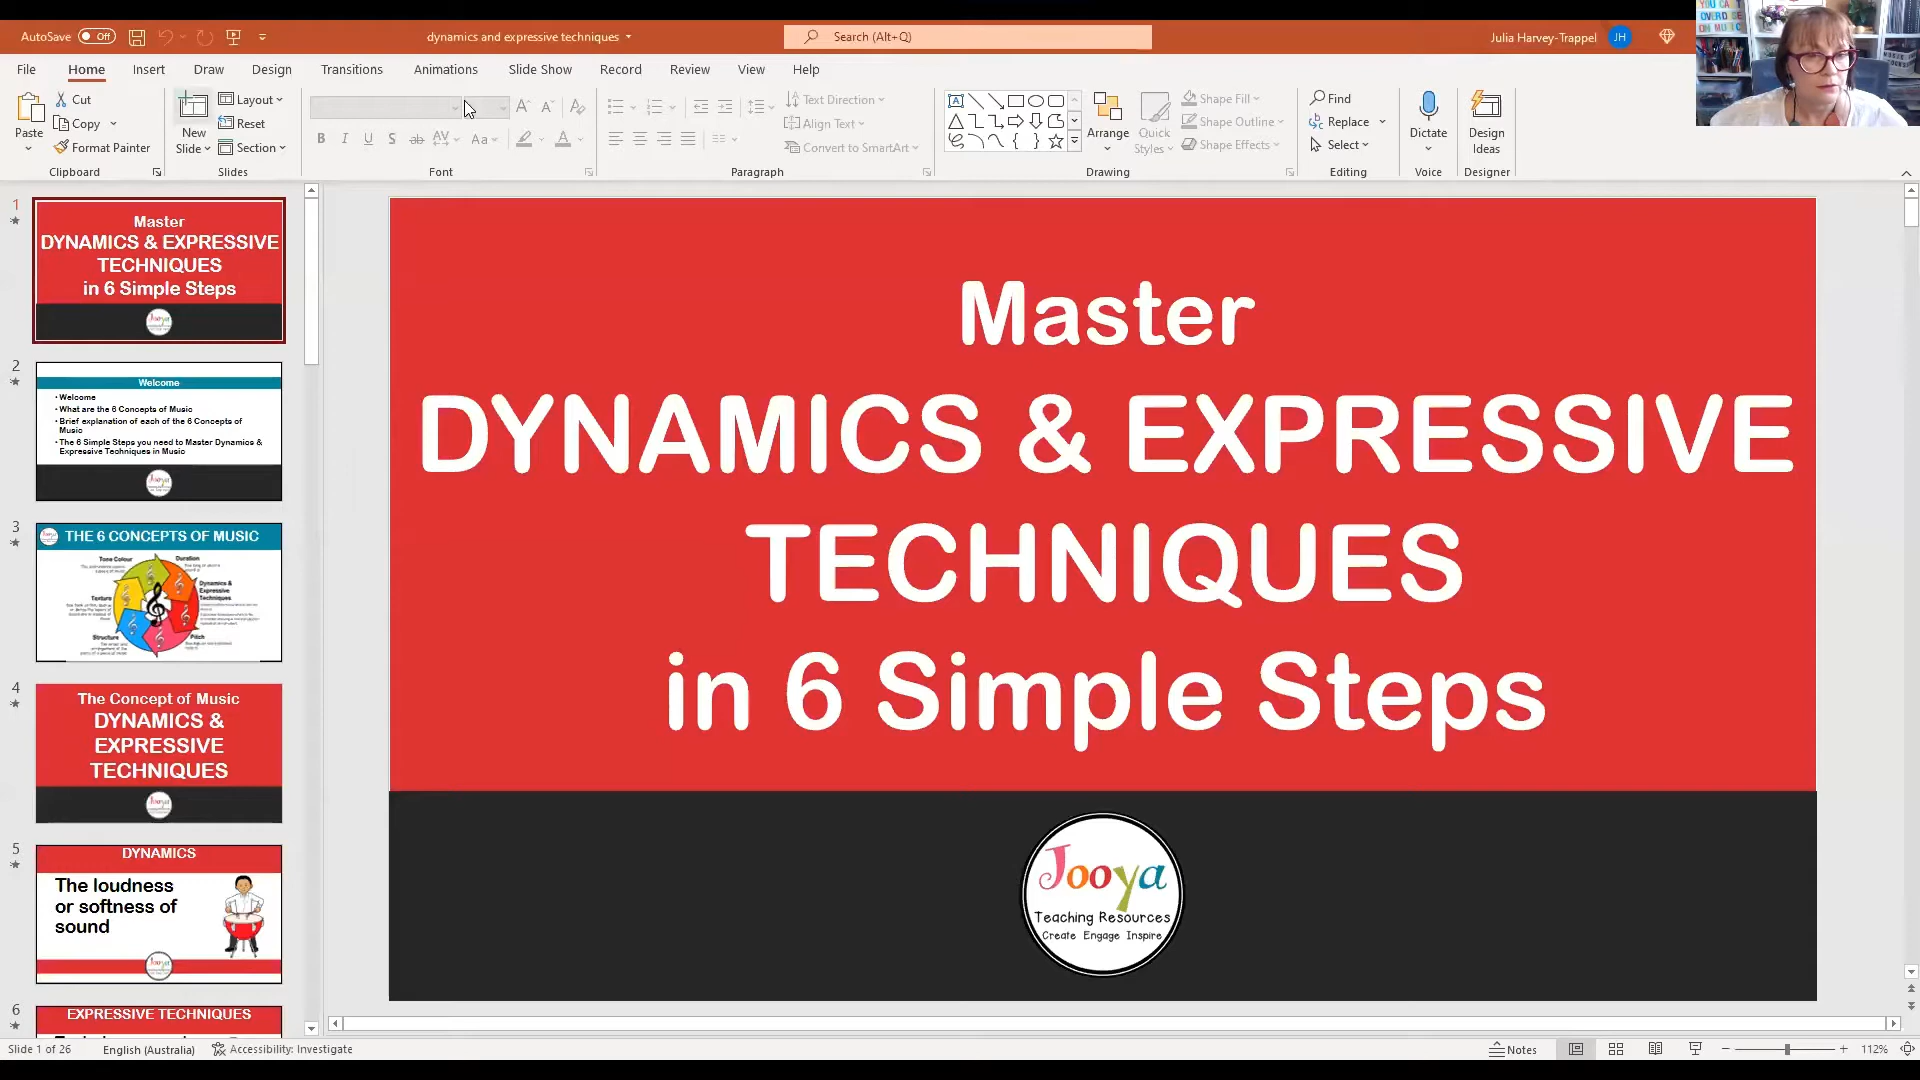 AutoSave Off
dynamics and expressive techniques
Search (Alt+Q)
Julia Harvey-Trappel JH
File Home Insert Draw Design Transitions Animations Slide Show Record Review View Help
Paste
Cut
Copy
Format Painter
Clipboard
New Slide
Layout
Reset
Section
Slides
Font
Text Direction
Align Text
Convert to SmartArt
Paragraph
Arrange
Quick Styles
Shape Fill
Shape Outline
Shape Effects
Drawing
Find
Replace
Select
Editing
Dictate
Voice
Design Ideas
Designer
1
Master
DYNAMICS & EXPRESSIVE
TECHNIQUES
in 6 Simple Steps
2
Welcome
• Welcome
• What are the 6 Concepts of Music
• Brief explanation of each of the 6 Concepts of
Music
• The 6 Simple Steps you need to Master Dynamics &
Expressive Techniques in Music
3
THE 6 CONCEPTS OF MUSIC
Tone Colour
Duration
Dynamics &
Expressive
Techniques
Texture
Structure
Pitch
4
The Concept of Music
DYNAMICS &
EXPRESSIVE
TECHNIQUES
5
DYNAMICS
The loudness
or softness of
sound
6
EXPRESSIVE TECHNIQUES
Master
DYNAMICS & EXPRESSIVE
TECHNIQUES
in 6 Simple Steps
Jooya
Teaching Resources
Create Engage Inspire
Slide 1 of 26
English (Australia)
Accessibility: Investigate
Notes
112%